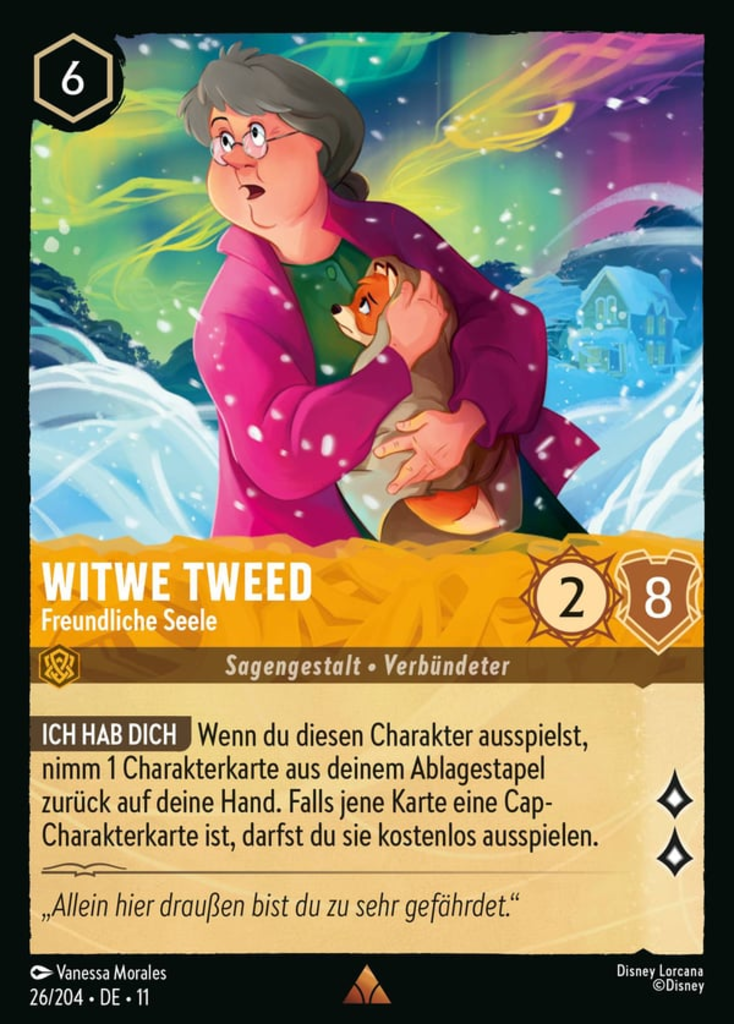 6
WITWE TWEED
Freundliche Seele
2
8
Sagengestalt • Verbündeter
ICH HAB DICH Wenn du diesen Charakter ausspielst,
nimm 1 Charakterkarte aus deinem Ablagestapel
zurück auf deine Hand. Falls jene Karte eine Cap-
Charakterkarte ist, darfst du sie kostenlos ausspielen.
„Allein hier draußen bist du zu sehr gefährdet.“
Vanessa Morales
26/204 • DE • 11
Disney Lorcana
©Disney